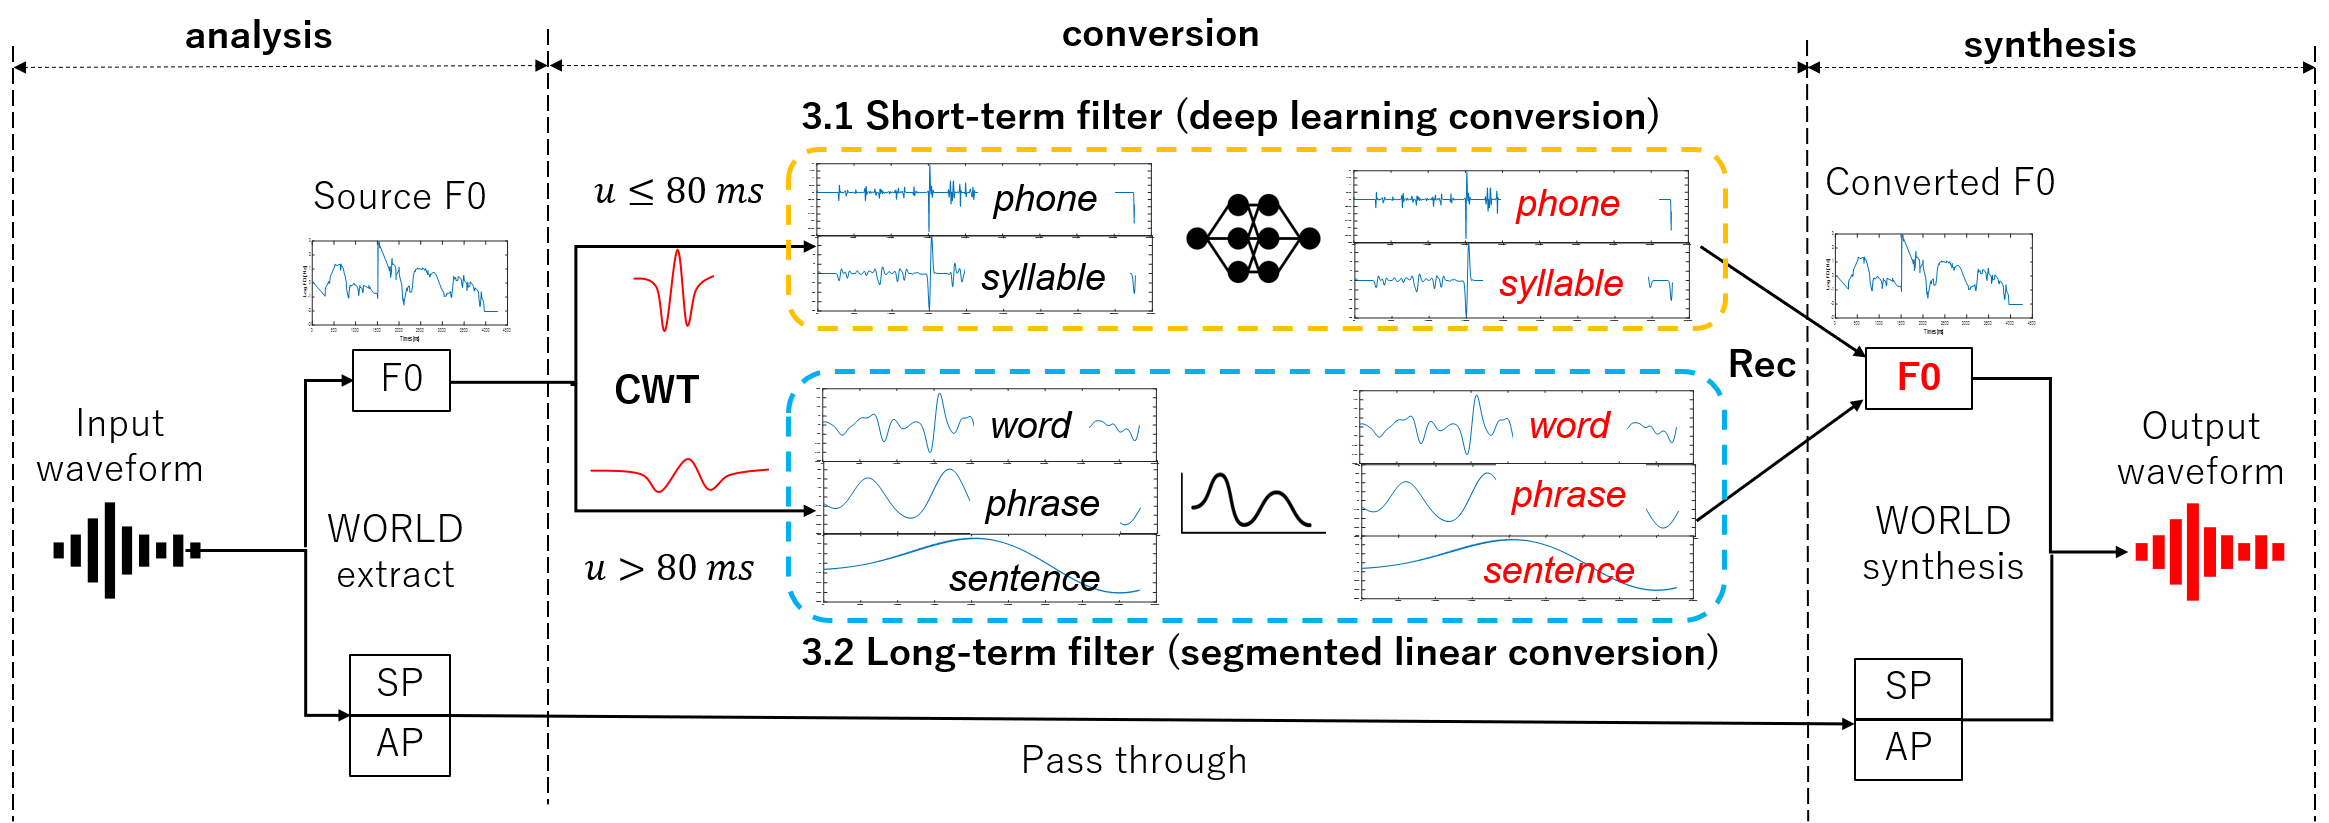 analysis
conversion
synthesis
3.1 Short-term filter (deep learning conversion)
Source F0
u ≤ 80 ms
phone
phone
Converted F0
syllable
syllable
F0
CWT
Rec
F0
Input
waveform
word
word
Output
waveform
phrase
phrase
WORLD
extract
WORLD
synthesis
u > 80 ms
sentence
sentence
3.2 Long-term filter (segmented linear conversion)
SP
AP
SP
AP
Pass through